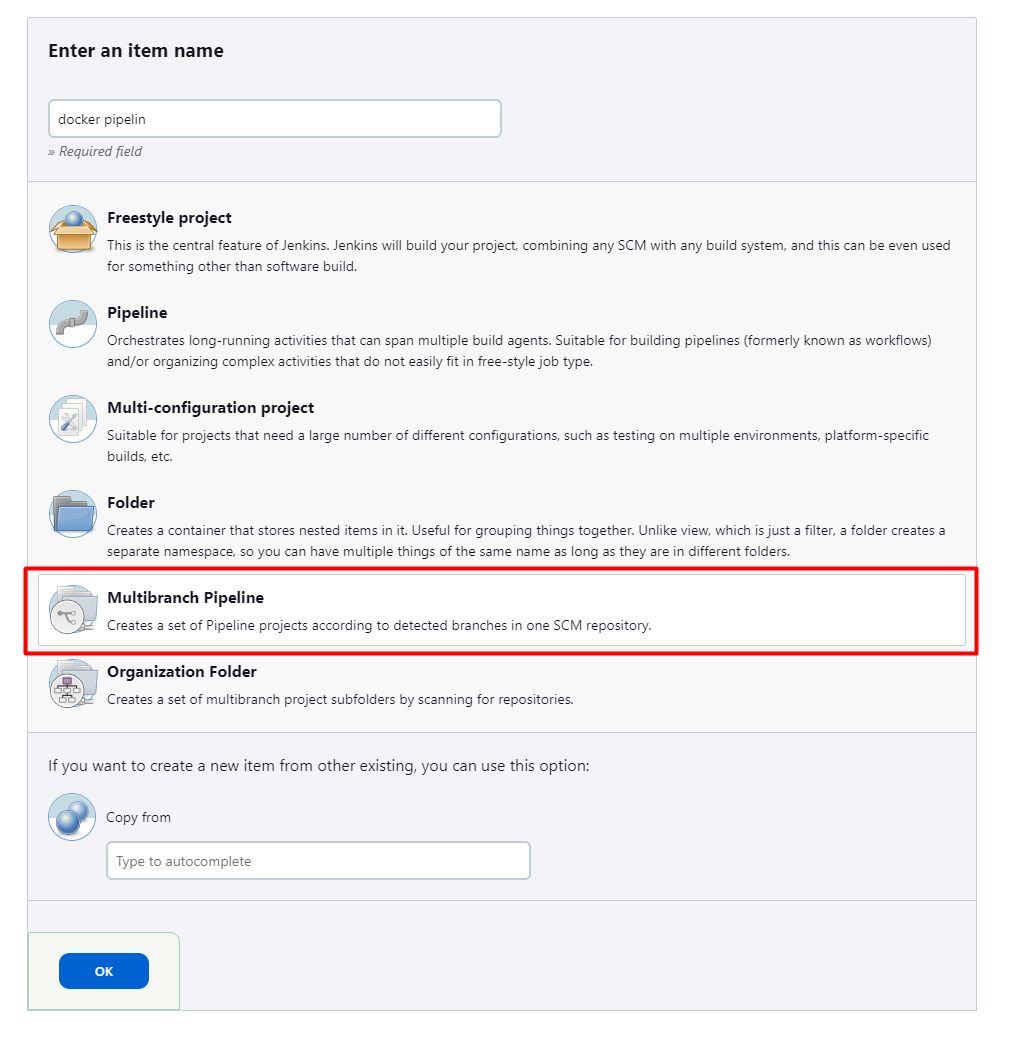 Enter an item name
docker pipelin
» Required field
Freestyle project
This is the central feature of Jenkins. Jenkins will build your project, combining any SCM with any build system, and this can be even used
for something other than software build.
Pipeline
Orchestrates long-running activities that can span multiple build agents. Suitable for building pipelines (formerly known as workflows)
and/or organizing complex activities that do not easily fit in free-style job type.
Multi-configuration project
Suitable for projects that need a large number of different configurations, such as testing on multiple environments, platform-specific
builds, etc.
Folder
Creates a container that stores nested items in it. Useful for grouping things together. Unlike view, which is just a filter, a folder creates a
separate namespace, so you can have multiple things of the same name as long as they are in different folders.
Multibranch Pipeline
Creates a set of Pipeline projects according to detected branches in one SCM repository.
Organization Folder
Creates a set of multibranch project subfolders by scanning for repositories.
If you want to create a new item from other existing, you can use this option:
Copy from
Type to autocomplete
OK